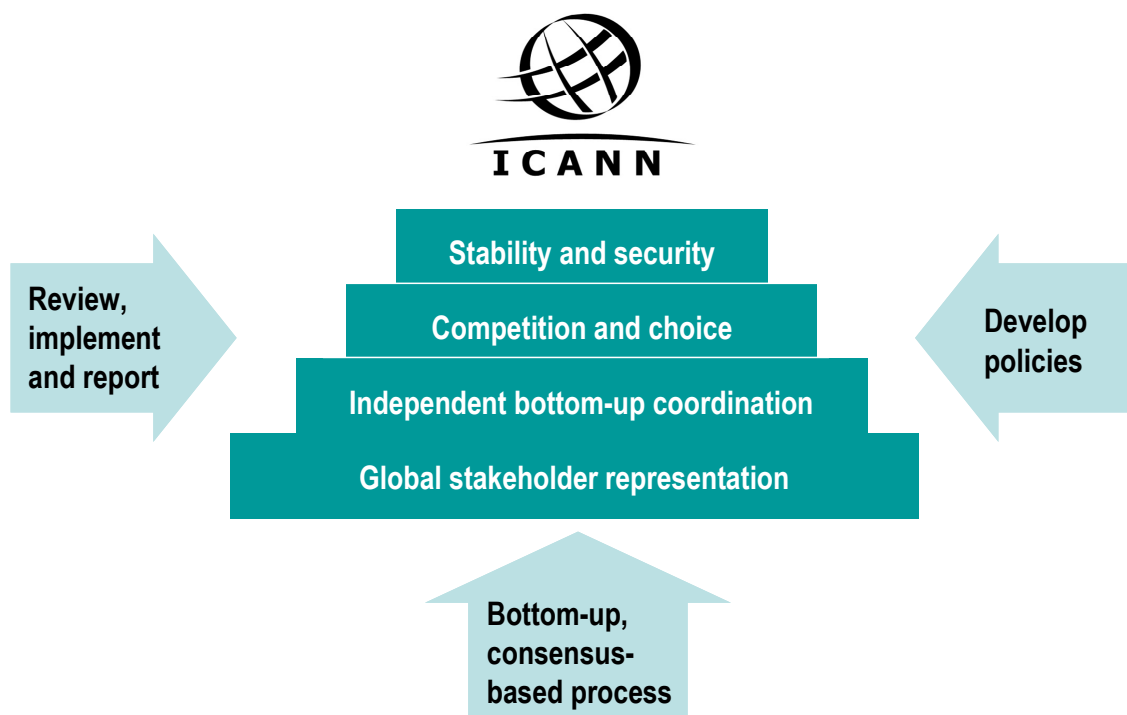 ICANN
Stability and security
Competition and choice
Independent bottom-up coordination
Global stakeholder representation
Review,
implement
and report
Develop
policies
Bottom-up,
consensus-
based process